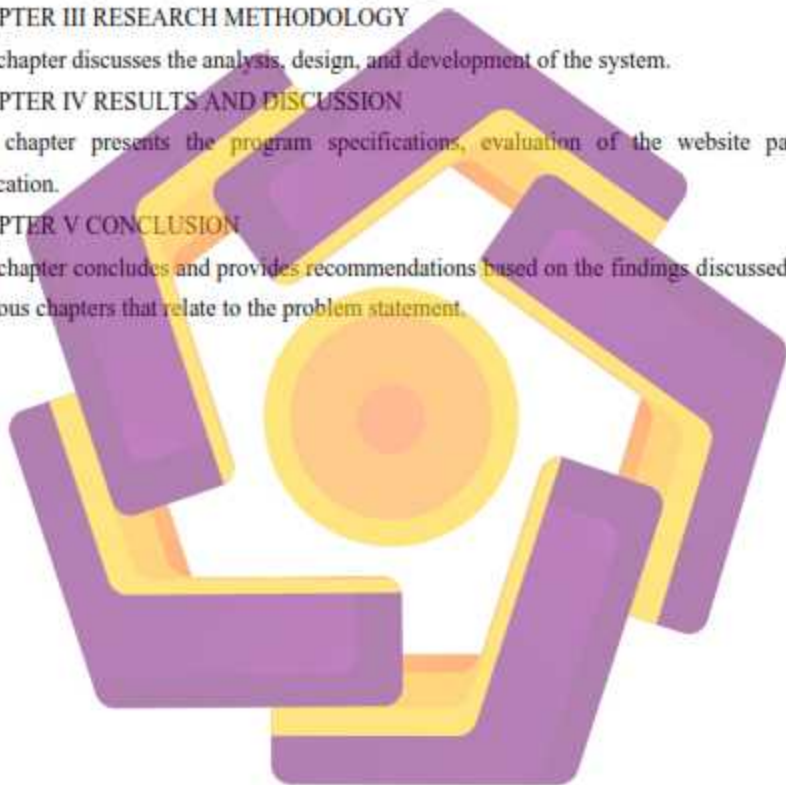 PTER III RESEARCH METHODOLOGY
chapter discusses the analysis, design, and development of the system.
PTER IV RESULTS AND DISCUSSION
chapter presents the program specifications, evaluation of the website pa
cation.
PTER V CONCLUSION
chapter concludes and provides recommendations based on the findings discussed
ous chapters that relate to the problem statement.